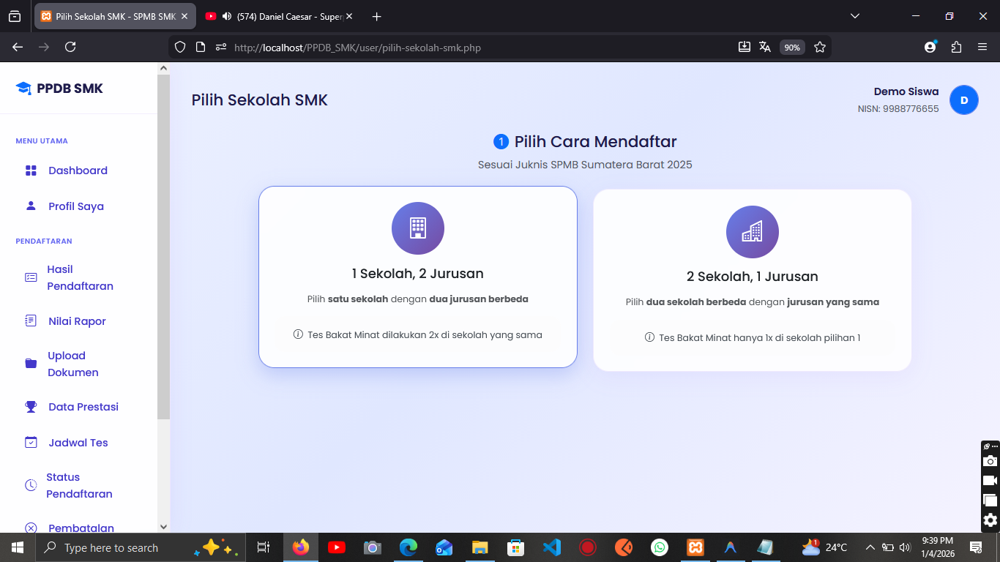 Pilih Sekolah SMK - SPMB SMK
(574) Daniel Caesar - Super
http://localhost/PPDB_SMK/user/pilih-sekolah-smk.php
90%
PPDB SMK
MENU UTAMA
Dashboard
Profil Saya
PENDAFTARAN
Hasil
Pendaftaran
Nilai Rapor
Upload
Dokumen
Data Prestasi
Jadwal Tes
Status
Pendaftaran
Pembatalan
Pilih Sekolah SMK
Demo Siswa
NISN: 9988776655
D
1 Pilih Cara Mendaftar
Sesuai Juknis SPMB Sumatera Barat 2025
1 Sekolah, 2 Jurusan
Pilih satu sekolah dengan dua jurusan berbeda
Tes Bakat Minat dilakukan 2x di sekolah yang sama
2 Sekolah, 1 Jurusan
Pilih dua sekolah berbeda dengan jurusan yang sama
Tes Bakat Minat hanya 1x di sekolah pilihan 1
Type here to search
1
24°C
9:39 PM
1/4/2026